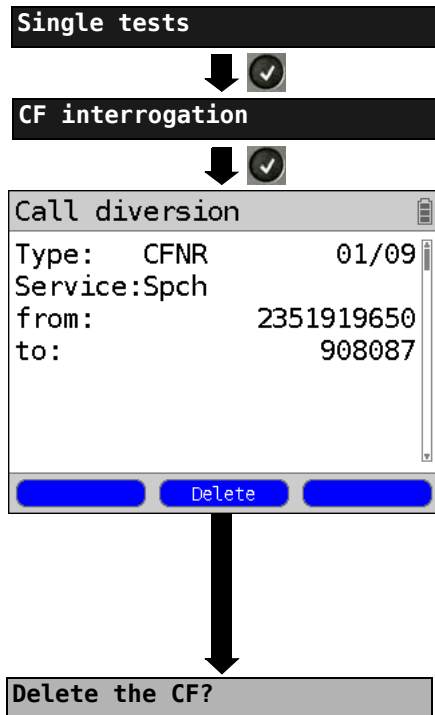 Single tests
CF interrogation
Call diversion
Type: CFNR 01/09
Service:Spch
from: 2351919650
to: 908087
Delete
Delete the CF?